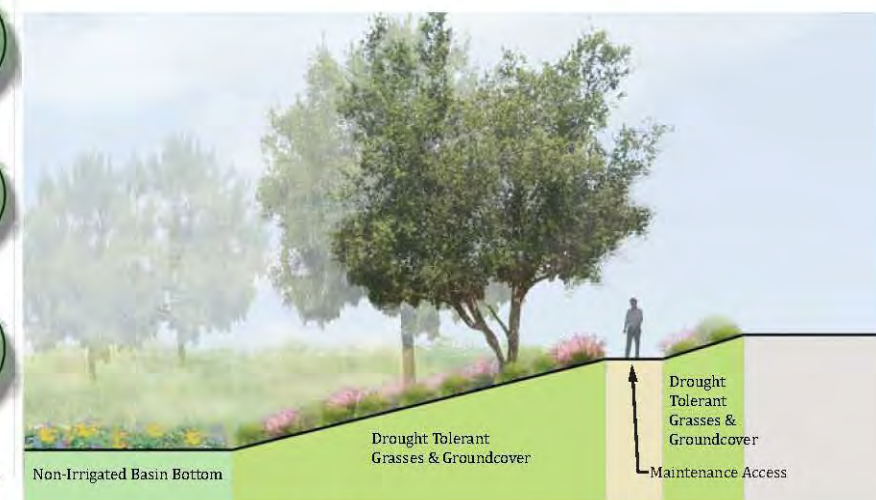 Non-Irrigated Basin Bottom
Drought Tolerant
Grasses & Groundcover
Drought
Tolerant
Grasses &
Groundcover
Maintenance Access